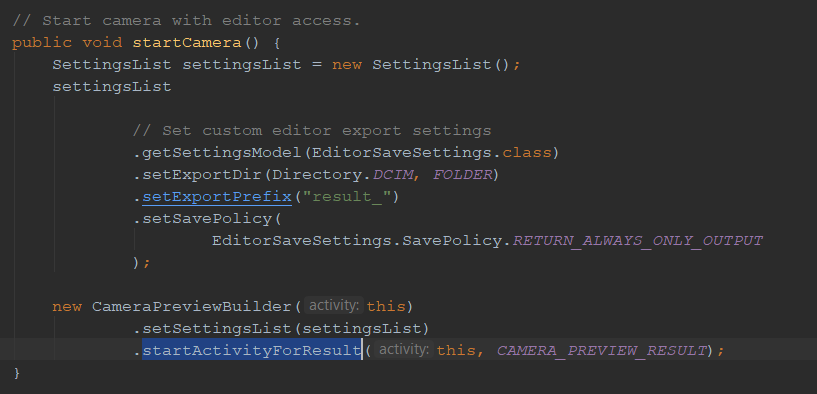 // Start camera with editor access.
public void startCamera() {
SettingsList settingsList = new SettingsList();
settingsList
// Set custom editor export settings
.getSettingsModel(EditorSaveSettings.class)
.setExportDir(Directory.DCIM, FOLDER)
.setExportPrefix("result_")
.setSavePolicy(
EditorSaveSettings.SavePolicy.RETURN_ALWAYS_ONLY_OUTPUT
);
new CameraPreviewBuilder( activity: this)
.setSettingsList(settingsList)
.startActivityForResult( activity: this, CAMERA_PREVIEW_RESULT);
}